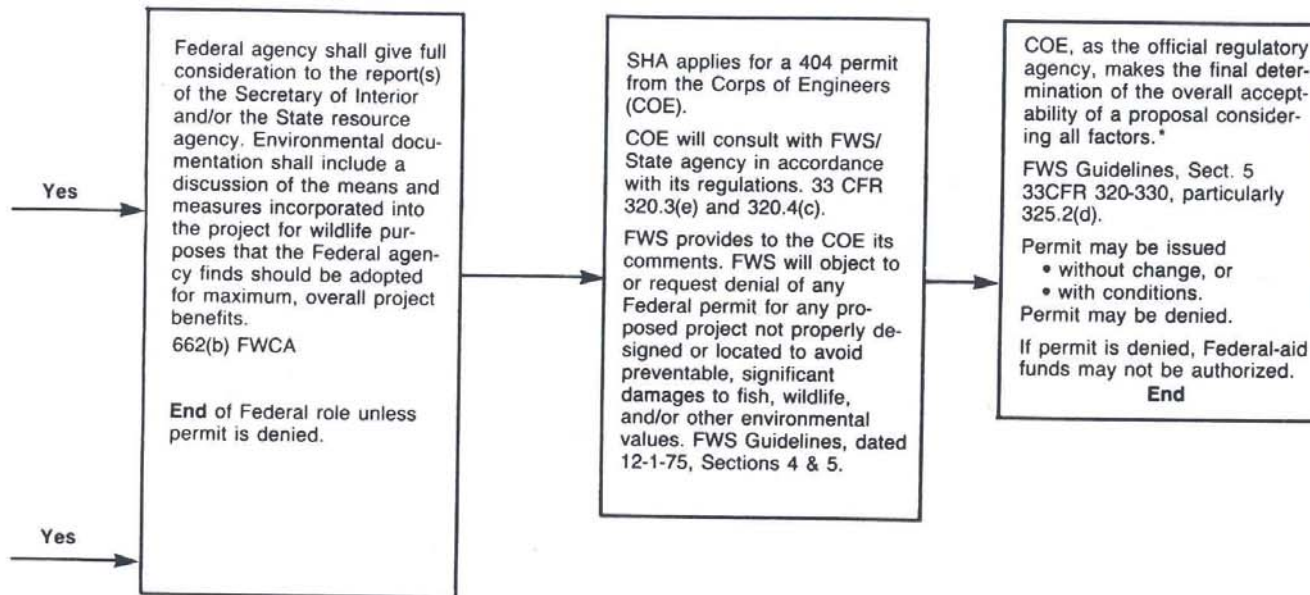 Yes
Yes
Federal agency shall give full
consideration to the report(s)
of the Secretary of Interior
and/or the State resource
agency. Environmental docu-
mentation shall include a
discussion of the means and
measures incorporated into
the project for wildlife pur-
poses that the Federal agen-
cy finds should be adopted
for maximum, overall project
benefits.
662(b) FWCA
End of Federal role unless
permit is denied.
SHA applies for a 404 permit
from the Corps of Engineers
(COE).
COE will consult with FWS/
State agency in accordance
with its regulations. 33 CFR
320.3(e) and 320.4(c).
FWS provides to the COE its
comments. FWS will object to
or request denial of any
Federal permit for any pro-
posed project not properly de-
signed or located to avoid
preventable, significant
damages to fish, wildlife,
and/or other environmental
values. FWS Guidelines, dated
12-1-75, Sections 4 & 5.
COE, as the official regulatory
agency, makes the final deter-
mination of the overall accept-
ability of a proposal consider-
ing all factors.*
FWS Guidelines, Sect. 5
33CFR 320-330, particularly
325.2(d).
Permit may be issued
• without change, or
• with conditions.
Permit may be denied.
If permit is denied, Federal-aid
funds may not be authorized.
End